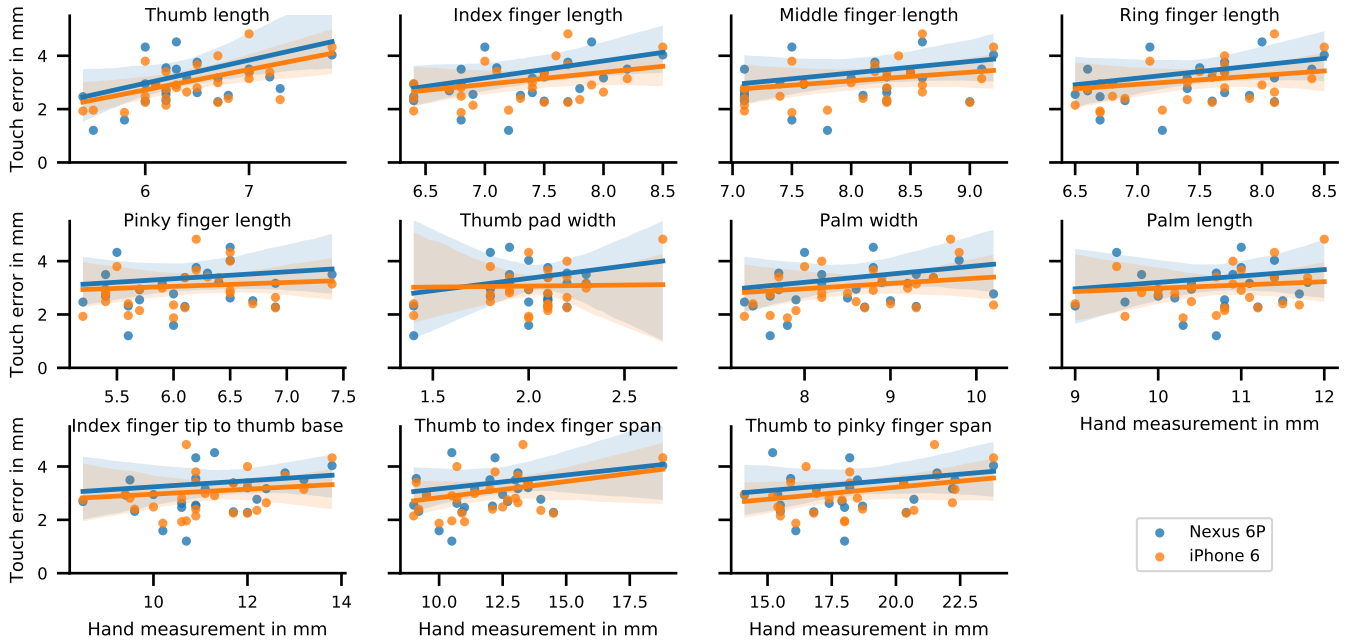 Thumb length
Index finger length
Middle finger length
Ring finger length
Touch error in mm
4
2
0
6 7
6.5 7.0 7.5 8.0 8.5
7.0 7.5 8.0 8.5 9.0
6.5 7.0 7.5 8.0 8.5
Pinky finger length
Thumb pad width
Palm width
Palm length
Touch error in mm
4
2
0
5.5 6.0 6.5 7.0 7.5
1.5 2.0 2.5
8 9 10
9 10 11 12
Hand measurement in mm
Index finger tip to thumb base
Thumb to index finger span
Thumb to pinky finger span
Touch error in mm
4
2
0
10 12 14
10.0 12.5 15.0 17.5
15.0 17.5 20.0 22.5
Hand measurement in mm
Hand measurement in mm
Hand measurement in mm
Nexus 6P
iPhone 6